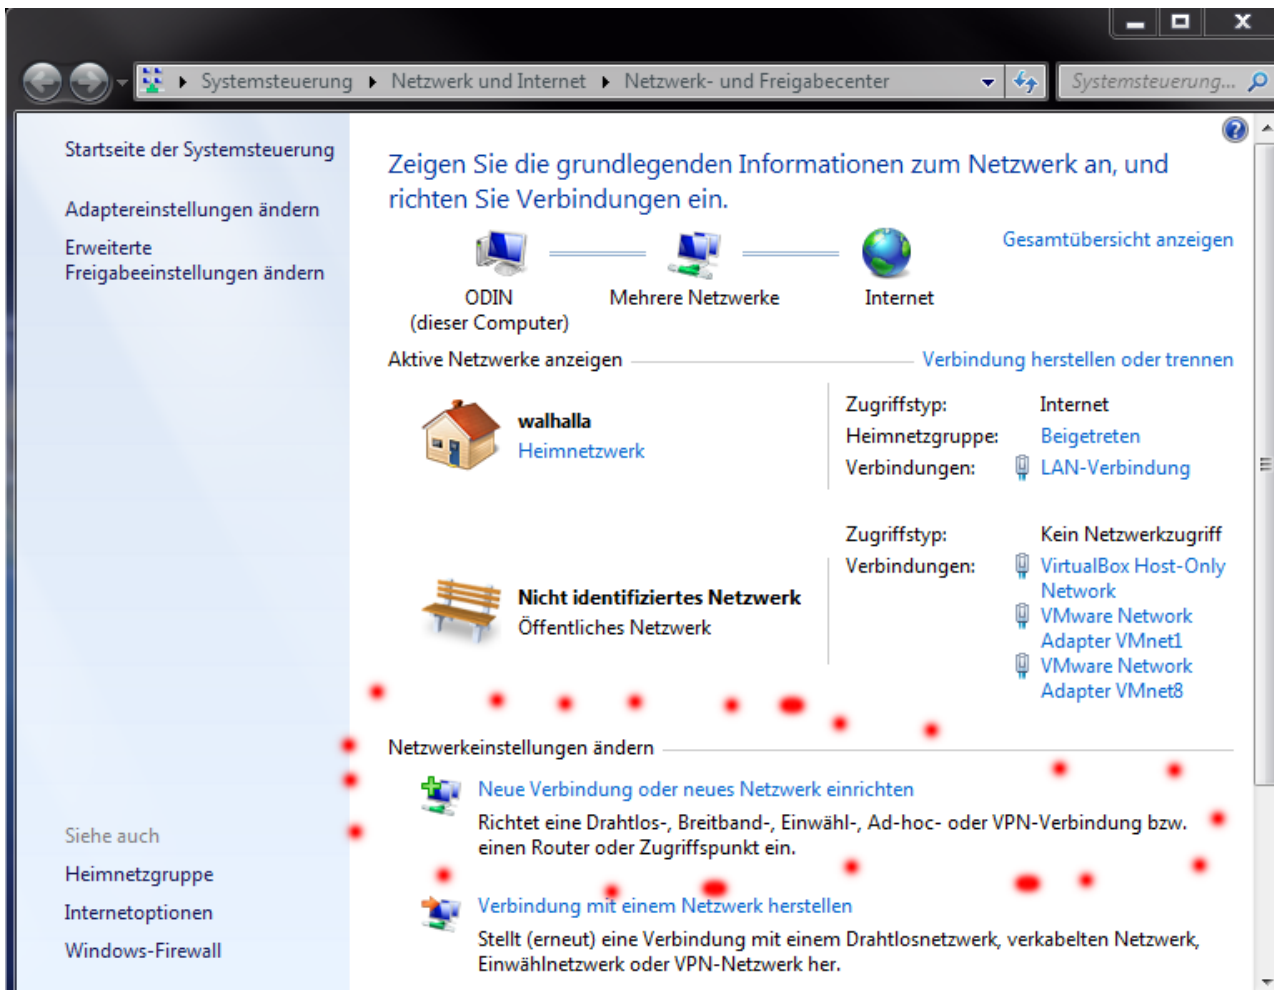 Systemsteuerung ▸ Netzwerk und Internet ▸ Netzwerk- und Freigabecenter
Systemsteuerung...
Startseite der Systemsteuerung
Adaptereinstellungen ändern
Erweiterte
Freigabeeinstellungen ändern
Siehe auch
Heimnetzgruppe
Internetoptionen
Windows-Firewall
Zeigen Sie die grundlegenden Informationen zum Netzwerk an, und
richten Sie Verbindungen ein.
Gesamtübersicht anzeigen
ODIN
(dieser Computer)
Mehrere Netzwerke
Internet
Aktive Netzwerke anzeigen
Verbindung herstellen oder trennen
walhalla
Heimnetzwerk
Zugriffstyp: Internet
Heimnetzgruppe: Beigetreten
Verbindungen: LAN-Verbindung
Nicht identifiziertes Netzwerk
Öffentliches Netzwerk
Zugriffstyp: Kein Netzwerkzugriff
Verbindungen: VirtualBox Host-Only
Network
VMware Network
Adapter VMnet1
VMware Network
Adapter VMnet8
Netzwerkeinstellungen ändern
Neue Verbindung oder neues Netzwerk einrichten
Richtet eine Drahtlos-, Breitband-, Einwähl-, Ad-hoc- oder VPN-Verbindung bzw.
einen Router oder Zugriffspunkt ein.
Verbindung mit einem Netzwerk herstellen
Stellt (erneut) eine Verbindung mit einem Drahtlosnetzwerk, verkabelten Netzwerk,
Einwählnetzwerk oder VPN-Netzwerk her.